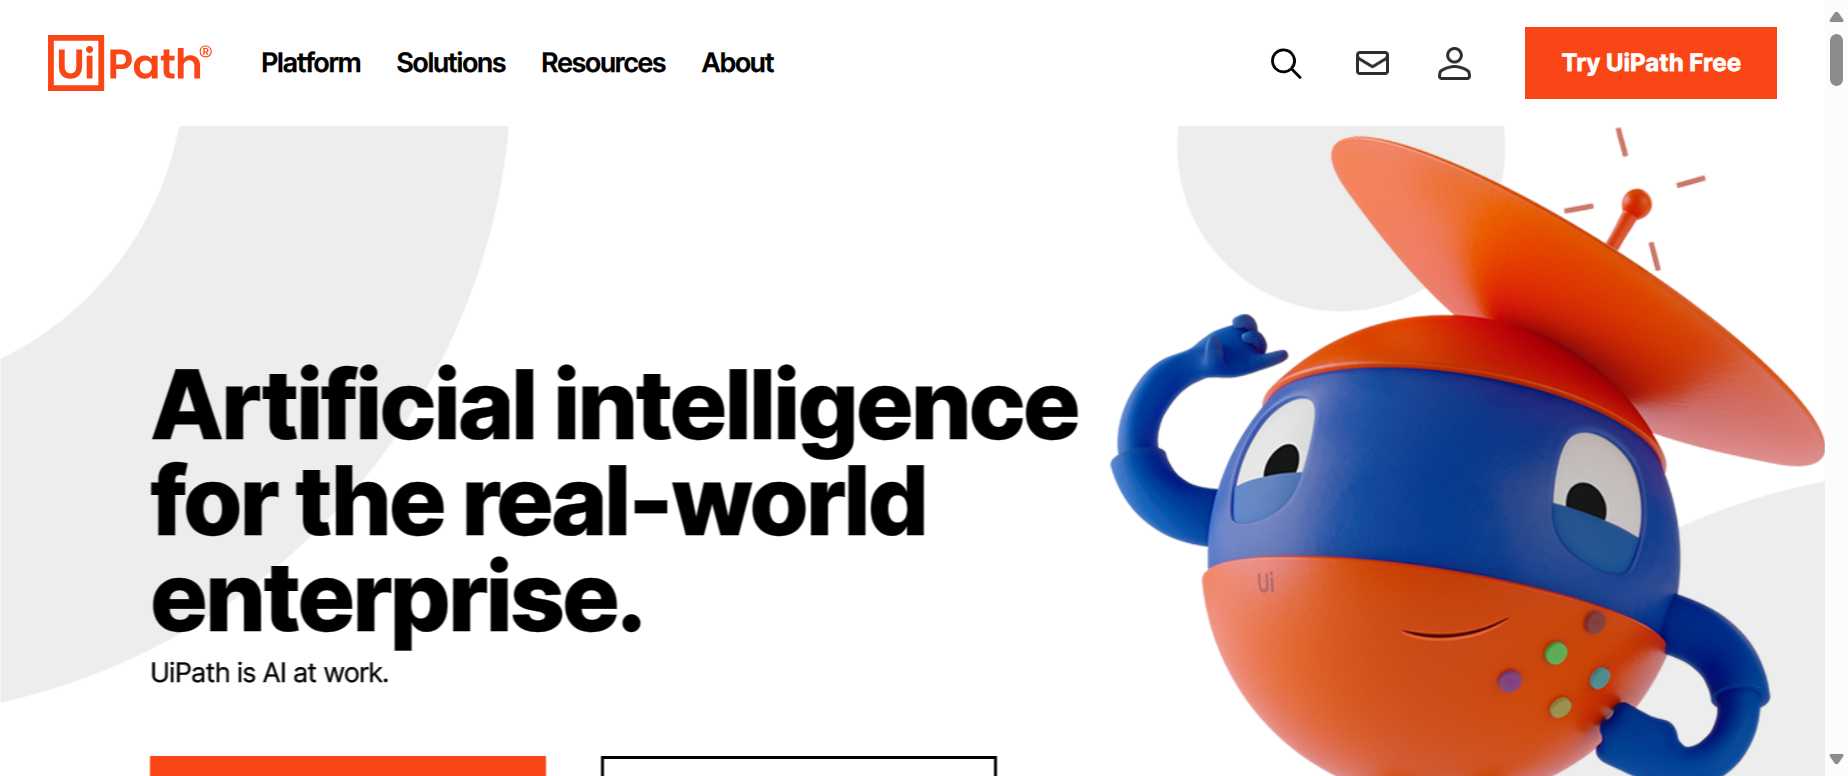 UiPath®
Platform
Solutions
Resources
About
Try UiPath Free
Artificial intelligence
for the real-world
enterprise.
UiPath is AI at work.
Ui